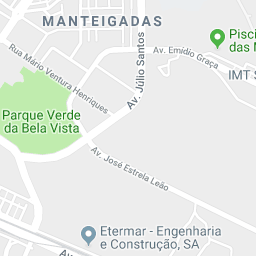 MANTEIGADAS
Pisci
das M
Av. Emídio Graça
IMT S
Rua Mário Ventura Henriques
Av. Júlio Santos
Parque Verde
da Bela Vista
Av. José Estrela Leão
Etermar - Engenharia
e Construção, SA